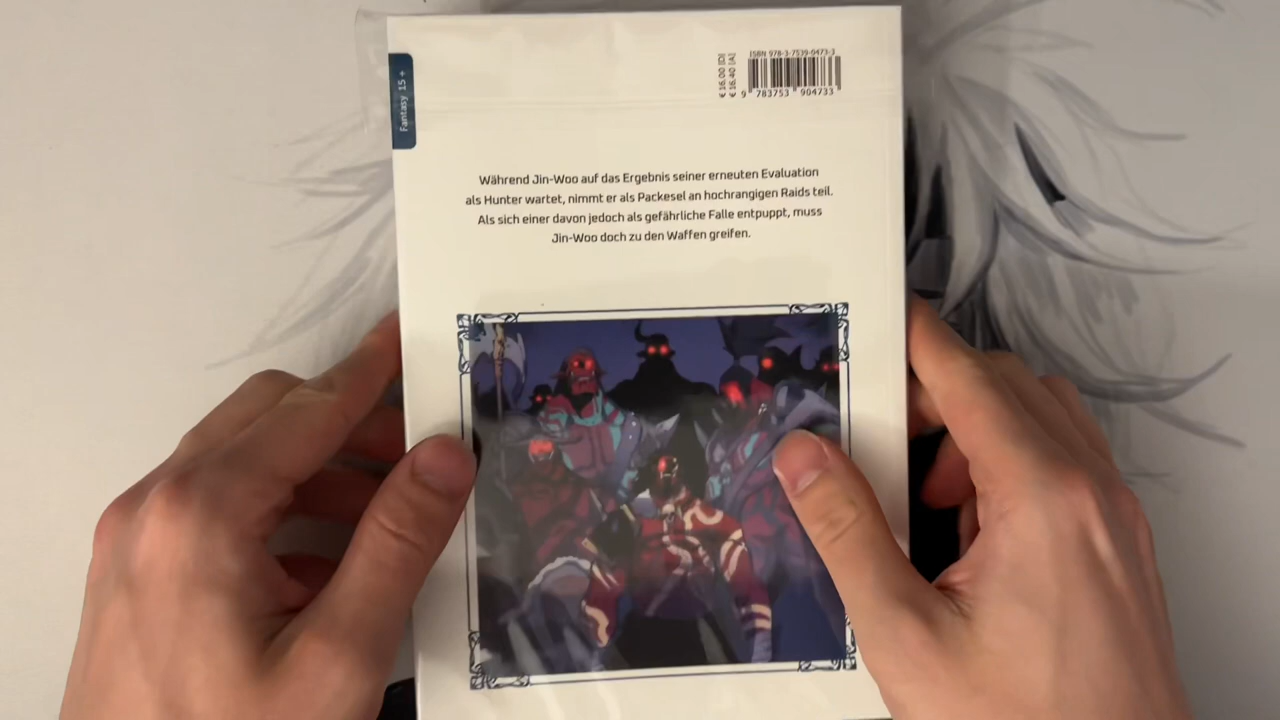 Fantasy 15+
ISBN 978-3-7539-0473-3
€ 16.00 [D]
€ 16.40 [A]
9 783753 904733
Während Jin-Woo auf das Ergebnis seiner erneuten Evaluation
als Hunter wartet, nimmt er als Packesel an hochrangigen Raids teil.
Als sich einer davon jedoch als gefährliche Falle entpuppt, muss
Jin-Woo doch zu den Waffen greifen.